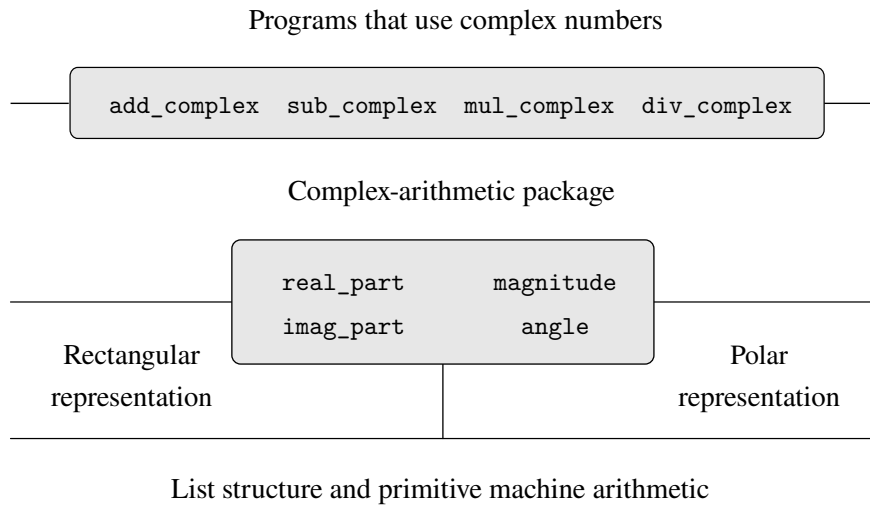 Programs that use complex numbers
add_complex sub_complex mul_complex div_complex
Complex-arithmetic package
real_part magnitude
imag_part angle
Rectangular
representation
Polar
representation
List structure and primitive machine arithmetic